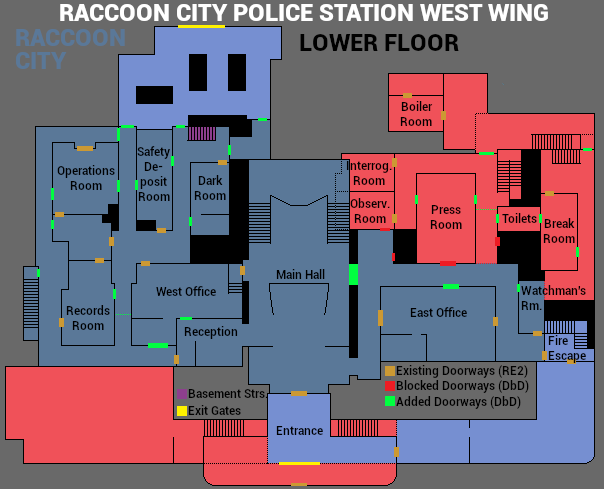 RACCOON CITY POLICE STATION WEST WING
RACCOON
CITY
LOWER FLOOR
Boiler
Room
Operations
Room
Safety
De-
posit
Room
Dark
Room
Interrog.
Room
Observ.
Room
Press
Room
Toilets
Break
Room
Main Hall
West Office
Records
Room
Reception
East Office
Watchman's
Rm.
Fire
Escape
Existing Doorways (RE2)
Blocked Doorways (DbD)
Added Doorways (DbD)
Basement Strs.
Exit Gates
Entrance